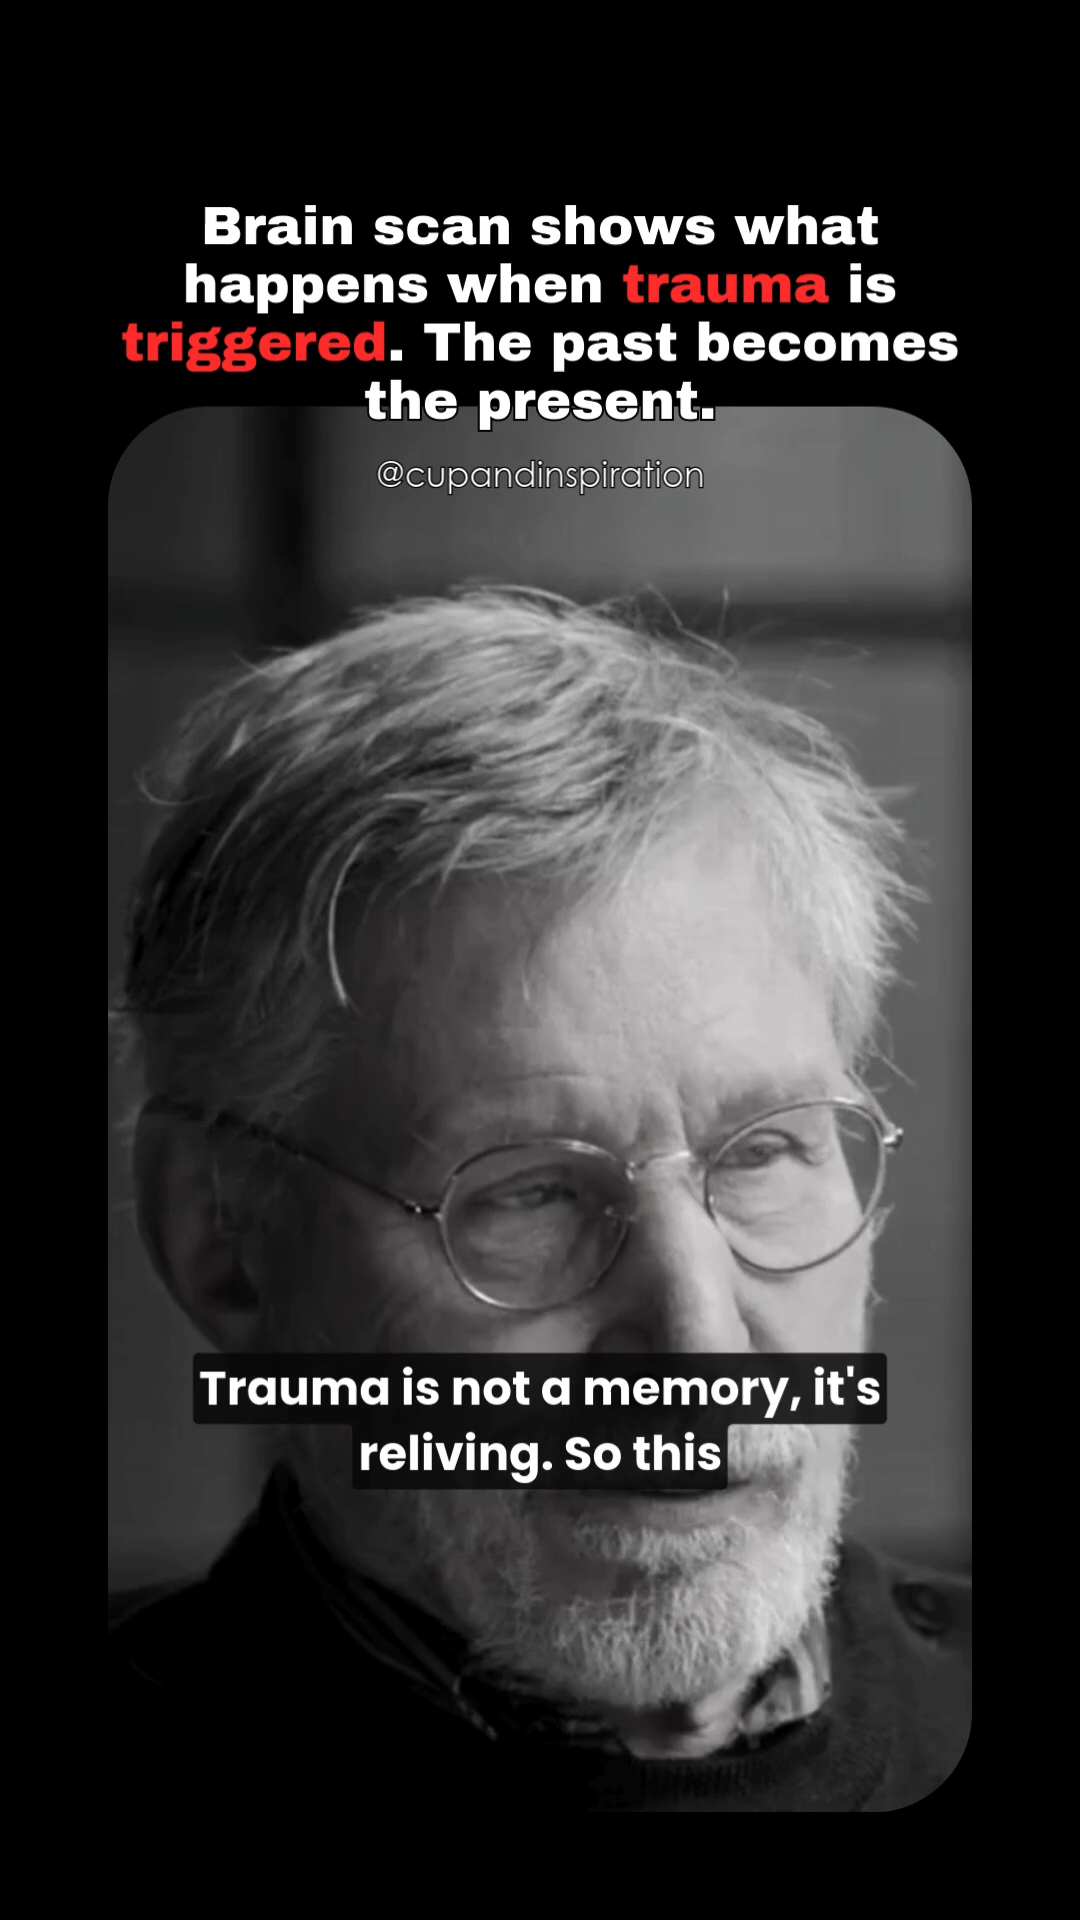 Brain scan shows what
happens when trauma is
triggered. The past becomes
the present.
@cupandinspiration
Trauma is not a memory, it's
reliving. So this